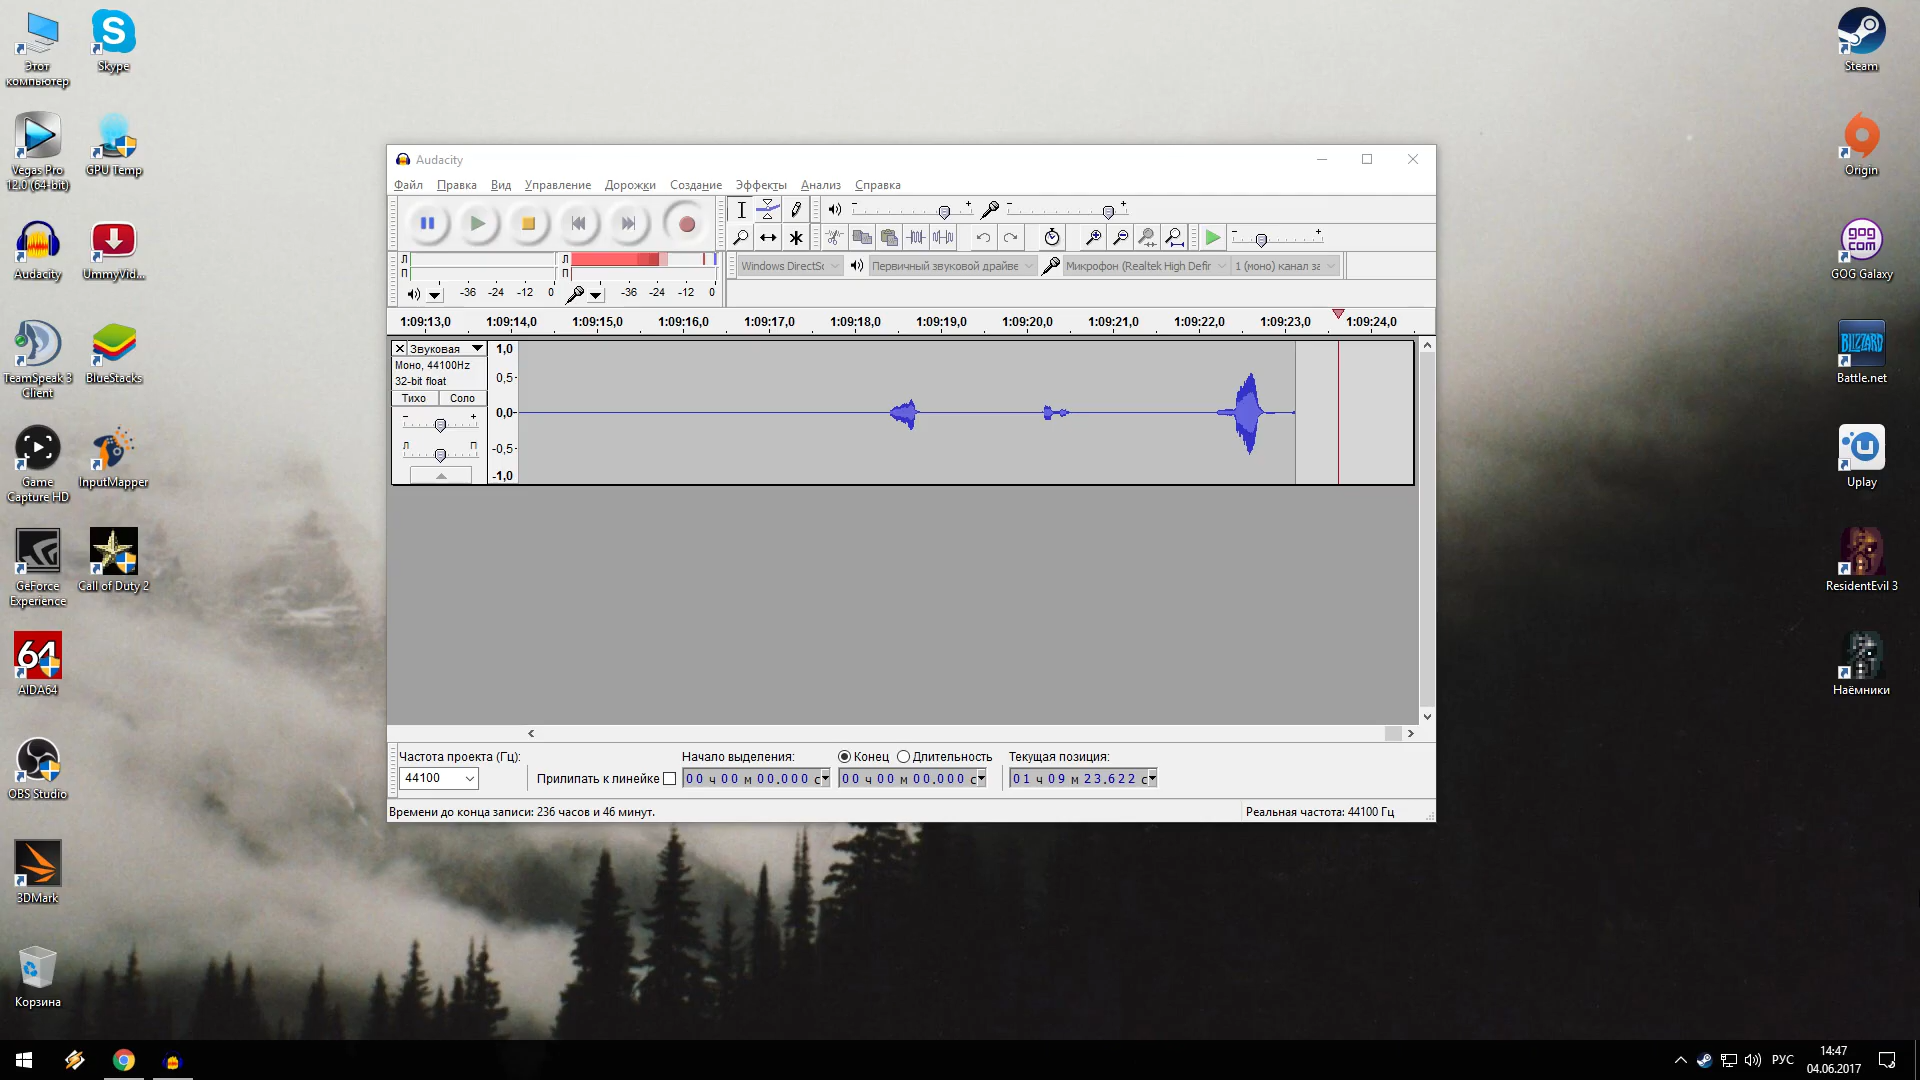 Этот
компьютер
Skype
Vegas Pro
12.0 (64-bit)
GPU Temp
Audacity
UmmyVid...
TeamSpeak 3
Client
BlueStacks
Game
Capture HD
InputMapper
GeForce
Experience
Call of Duty 2
64
AIDA64
OBS Studio
3DMark
Корзина
Audacity
Файл Правка Вид Управление Дорожки Создание Эффекты Анализ Справка
Л
П
-36 -24 -12 0
Л
П
-36 -24 -12 0
Первичный звуковой драйве
Микрофон (Realtek High Defir
1 (моно) канал за
1:09:13,0 1:09:14,0 1:09:15,0 1:09:16,0 1:09:17,0 1:09:18,0 1:09:19,0 1:09:20,0 1:09:21,0 1:09:22,0 1:09:23,0 1:09:24,0
Звуковая
Моно, 44100Hz
32-bit float
Тихо Соло
- +
Л П
1,0
0,5
0,0
-0,5
-1,0
Частота проекта (Гц):
44100
Прилипать к линейке
Начало выделения:
00 ч 00 м 00.000 с
Конец Длительность
00 ч 00 м 00.000 с
Текущая позиция:
01 ч 09 м 23.622 с
Времени до конца записи: 236 часов и 46 минут.
Реальная частота: 44100 Гц
Steam
Origin
gog
com
GOG Galaxy
BLIZZARD
Battle.net
Uplay
ResidentEvil 3
Наёмники
РУС
14:47
04.06.2017